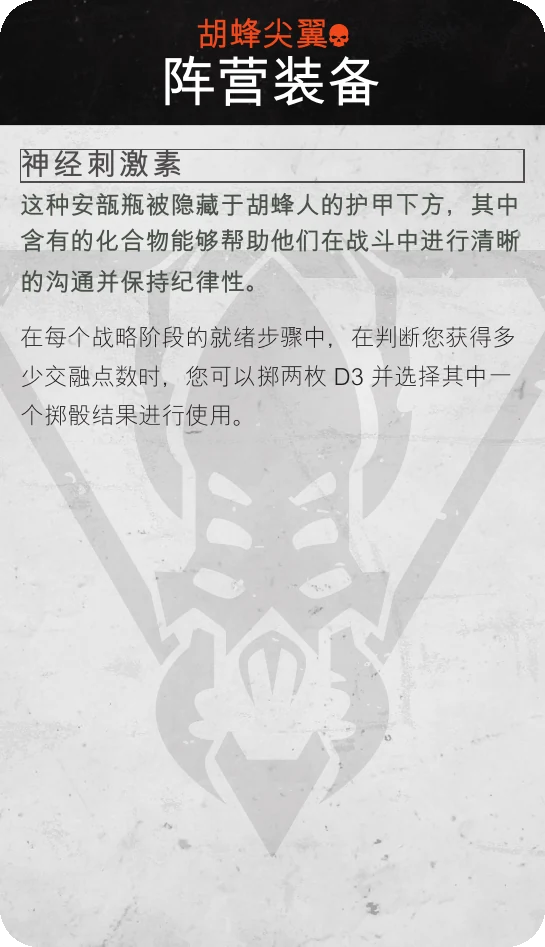 胡蜂尖翼
阵营装备
神经刺激素
这种安瓿瓶被隐藏于胡蜂人的护甲下方，其中
含有的化合物能够帮助他们在战斗中进行清晰
的沟通并保持纪律性。
在每个战略阶段的就绪步骤中，在判断您获得多
少交融点数时，您可以掷两枚 D3 并选择其中一
个掷骰结果进行使用。